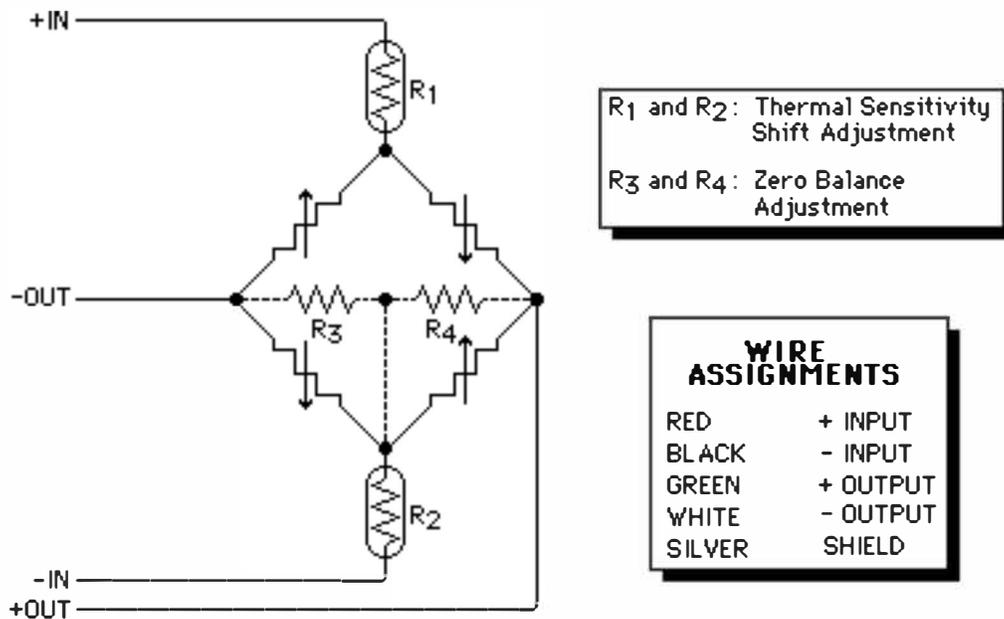 +IN
R1
-OUT
R3
R4
R2
-IN
+OUT
R1 and R2: Thermal Sensitivity
Shift Adjustment
R3 and R4: Zero Balance
Adjustment
WIRE
ASSIGNMENTS
RED + INPUT
BLACK - INPUT
GREEN + OUTPUT
WHITE - OUTPUT
SILVER SHIELD